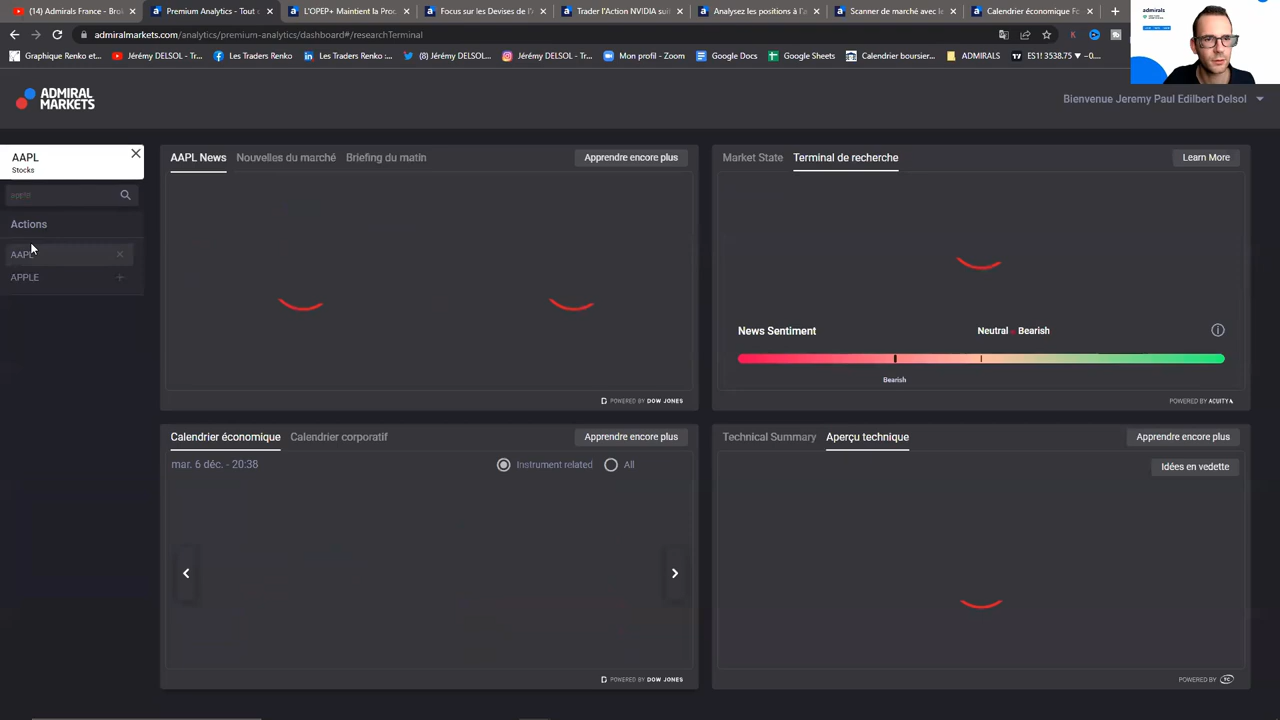 (14) Admirals France - Brok
Premium Analytics - Tout c
L'OPEP+ Maintient la Proc
Focus sur les Devises de l'
Trader l'Action NVIDIA sui
Analysez les positions à l'a
Scanner de marché avec le
Calendrier économique Fo
admiralmarkets.com/analytics/premium-analytics/dashboard#/researchTerminal
Graphique Renko et
Jérémy DELSOL - Tr...
Les Traders Renko
Les Traders Renko :...
(8) Jérémy DELSOL...
Jérémy DELSOL - Tr...
Mon profil - Zoom
Google Docs
Google Sheets
Calendrier boursier...
ADMIRALS
ES1! 3538.75 ▼ −0....
admirals
ADMIRAL
MARKETS
Bienvenue Jeremy Paul Edilbert Delsol
AAPL
Stocks
apple
Actions
AAPL
APPLE
AAPL News
Nouvelles du marché
Briefing du matin
Apprendre encore plus
POWERED BY DOW JONES
Market State
Terminal de recherche
Learn More
News Sentiment
Neutral
Bearish
Bearish
POWERED BY ACUITY
Calendrier économique
Calendrier corporatif
Apprendre encore plus
mar. 6 déc. - 20:38
Instrument related
All
POWERED BY DOW JONES
Technical Summary
Aperçu technique
Apprendre encore plus
Idées en vedette
POWERED BY TC